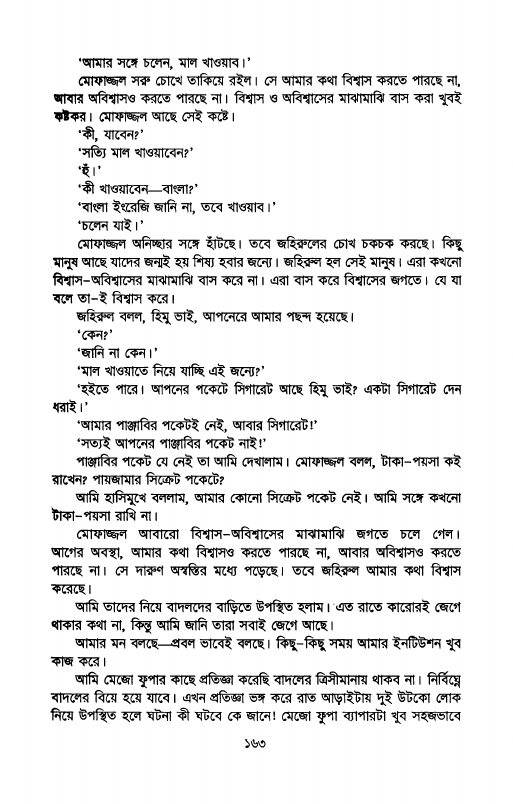 ‘আমার সঙ্গে চলেন, মাল খাওয়াব।’
মোফাজ্জল সরু চোখে তাকিয়ে রইল। সে আমার কথা বিশ্বাস করতে পারছে না,
আবার অবিশ্বাসও করতে পারছে না। বিশ্বাস ও অবিশ্বাসের মাঝামাঝি বাস করা খুবই
কষ্টকর। মোফাজ্জল আছে সেই কষ্টে।
‘কী, যাবেন?’
‘সত্যি মাল খাওয়াবেন?’
‘হুঁ।’
‘কী খাওয়াবেন—বাংলা?’
‘বাংলা ইংরেজি জানি না, তবে খাওয়াব।’
‘চলেন যাই।’
মোফাজ্জল অনিচ্ছার সঙ্গে হাঁটছে। তবে জহিরুলের চোখ চকচক করছে। কিছু
মানুষ আছে যাদের জন্মই হয় শিষ্য হবার জন্যে। জহিরুল হল সেই মানুষ। এরা কখনো
বিশ্বাস-অবিশ্বাসের মাঝামাঝি বাস করে না। এরা বাস করে বিশ্বাসের জগতে। যে যা
বলে তা-ই বিশ্বাস করে।
জহিরুল বলল, হিমু ভাই, আপনেরে আমার পছন্দ হয়েছে।
‘কেন?’
‘জানি না কেন।’
‘মাল খাওয়াতে নিয়ে যাচ্ছি এই জন্যে?’
‘হইতে পারে। আপনের পকেটে সিগারেট আছে হিমু ভাই? একটা সিগারেট দেন
ধরাই।’
‘আমার পাঞ্জাবির পকেটই নেই, আবার সিগারেট!’
‘সত্যই আপনের পাঞ্জাবির পকেট নাই!’
পাঞ্জাবির পকেট যে নেই তা আমি দেখালাম। মোফাজ্জল বলল, টাকা-পয়সা কই
রাখেন? পায়জামার সিক্রেট পকেটে?
আমি হাসিমুখে বললাম, আমার কোনো সিক্রেট পকেট নেই। আমি সঙ্গে কখনো
টাকা-পয়সা রাখি না।
মোফাজ্জল আবারো বিশ্বাস-অবিশ্বাসের মাঝামাঝি জগতে চলে গেল।
আগের অবস্থা, আমার কথা বিশ্বাসও করতে পারছে না, আবার অবিশ্বাসও করতে
পারছে না। সে দারুণ অস্বস্তির মধ্যে পড়েছে। তবে জহিরুল আমার কথা বিশ্বাস
করেছে।
আমি তাদের নিয়ে বাদলদের বাড়িতে উপস্থিত হলাম। এত রাতে কারোরই জেগে
থাকার কথা না, কিন্তু আমি জানি তারা সবাই জেগে আছে।
আমার মন বলছে—প্রবল ভাবেই বলছে। কিছু-কিছু সময় আমার ইনটিউশন খুব
কাজ করে।
আমি মেজো ফুপার কাছে প্রতিজ্ঞা করেছি বাদলের ত্রিসীমানায় থাকব না। নির্বিঘ্নে
বাদলের বিয়ে হয়ে যাবে। এখন প্রতিজ্ঞা ভঙ্গ করে রাত আড়াইটায় দুই উটকো লোক
নিয়ে উপস্থিত হলে ঘটনা কী ঘটবে কে জানে! মেজো ফুপা ব্যাপারটা খুব সহজভাবে
১৬৩